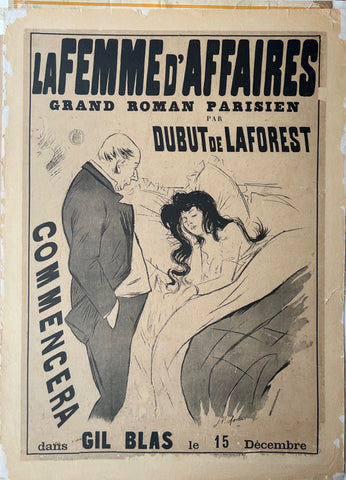 LA FEMME D'AFFAIRES
GRAND ROMAN PARISIEN
PAR
DUBUT DE LAFOREST
COMMENCERA
dans GIL BLAS le 15 Décembre